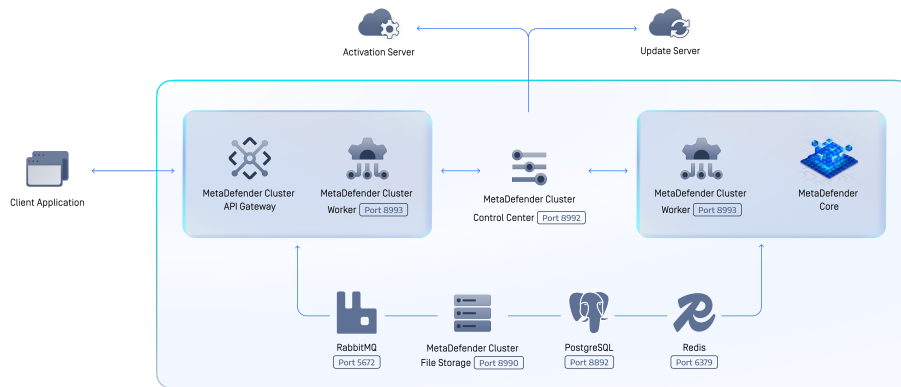 Activation Server
Update Server
Client Application
MetaDefender Cluster
API Gateway
MetaDefender Cluster
Worker Port 8993
MetaDefender Cluster
Control Center Port 8992
MetaDefender Cluster
Worker Port 8993
MetaDefender
Core
RabbitMQ
Port 5672
MetaDefender Cluster
File Storage Port 8990
PostgreSQL
Port 8892
Redis
Port 6379